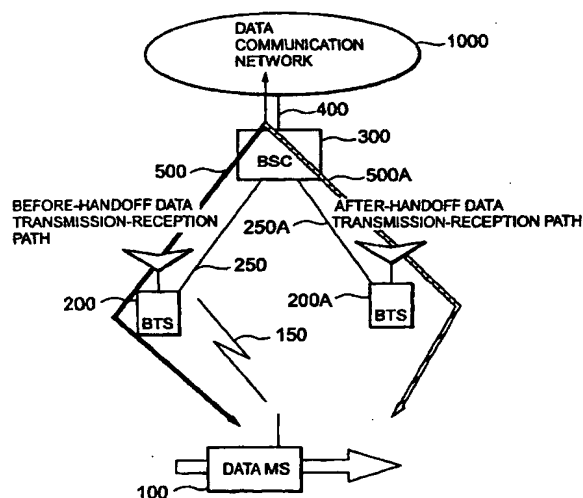 DATA
COMMUNICATION
NETWORK
1000
400
300
BSC
500
500A
BEFORE-HANDOFF DATA
TRANSMISSION-RECEPTION
PATH
AFTER-HANDOFF DATA
TRANSMISSION-RECEPTION
PATH
250A
250
200
BTS
200A
BTS
150
DATA MS
100